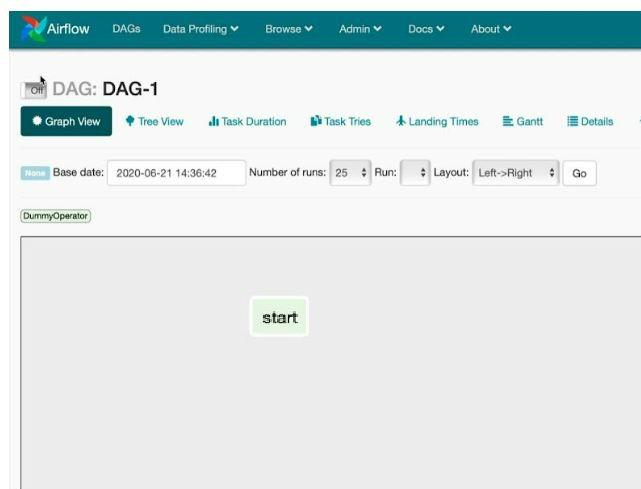 Airflow DAGs Data Profiling Browse Admin Docs About
Off DAG: DAG-1
Graph View Tree View Task Duration Task Tries Landing Times Gantt Details
None Base date: 2020-06-21 14:36:42 Number of runs: 25 Run: Layout: Left->Right Go
DummyOperator
start